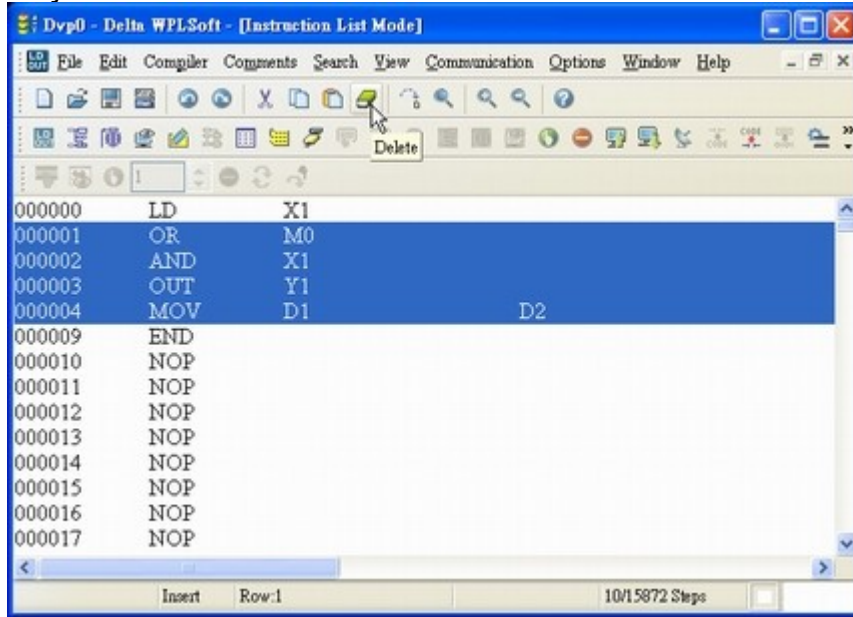 Dvp0 - Delta WPLSoft - [Instruction List Mode]
File Edit Compiler Comments Search View Communication Options Window Help
Delete
1
000000 LD X1
000001 OR M0
000002 AND X1
000003 OUT Y1
000004 MOV D1 D2
000009 END
000010 NOP
000011 NOP
000012 NOP
000013 NOP
000014 NOP
000015 NOP
000016 NOP
000017 NOP
Insert Row:1 10/15872 Steps